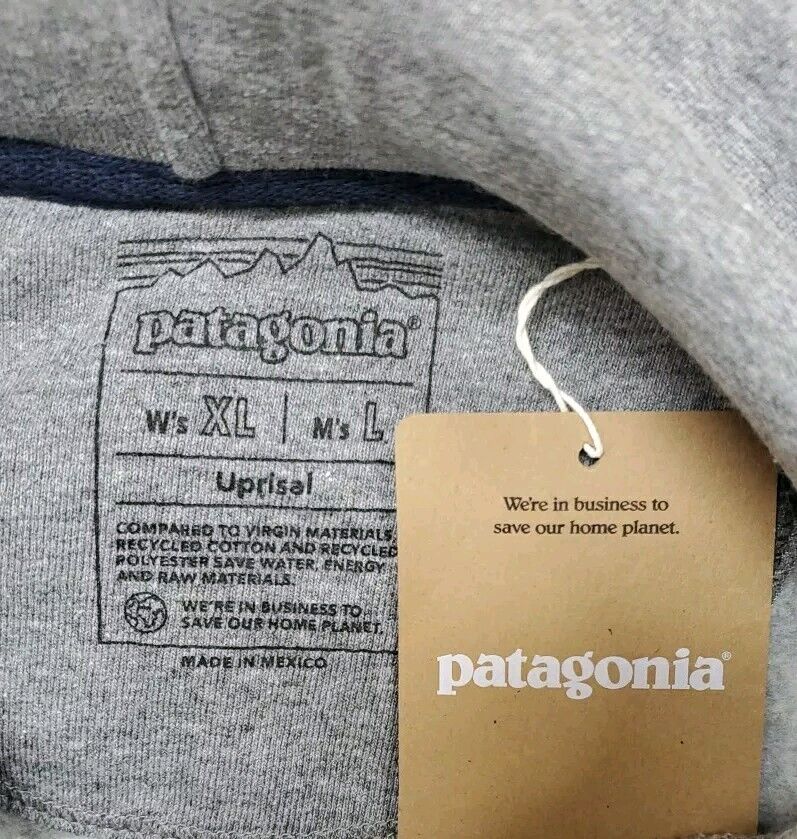 patagonia®
W's XL | M's L
Uprisal
COMPARED TO VIRGIN MATERIALS,
RECYCLED COTTON AND RECYCLED
POLYESTER SAVE WATER, ENERGY
AND RAW MATERIALS.
WE'RE IN BUSINESS TO
SAVE OUR HOME PLANET.
MADE IN MEXICO
We're in business to
save our home planet.
patagonia®